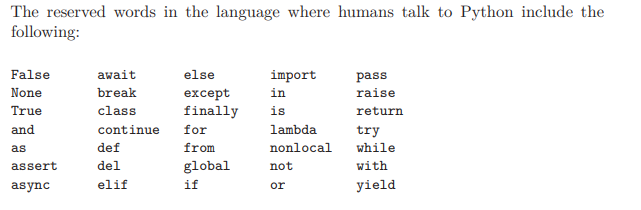 The reserved words in the language where humans talk to Python include the
following:
False await else import pass
None break except in raise
True class finally is return
and continue for lambda try
as def from nonlocal while
assert del global not with
async elif if or yield